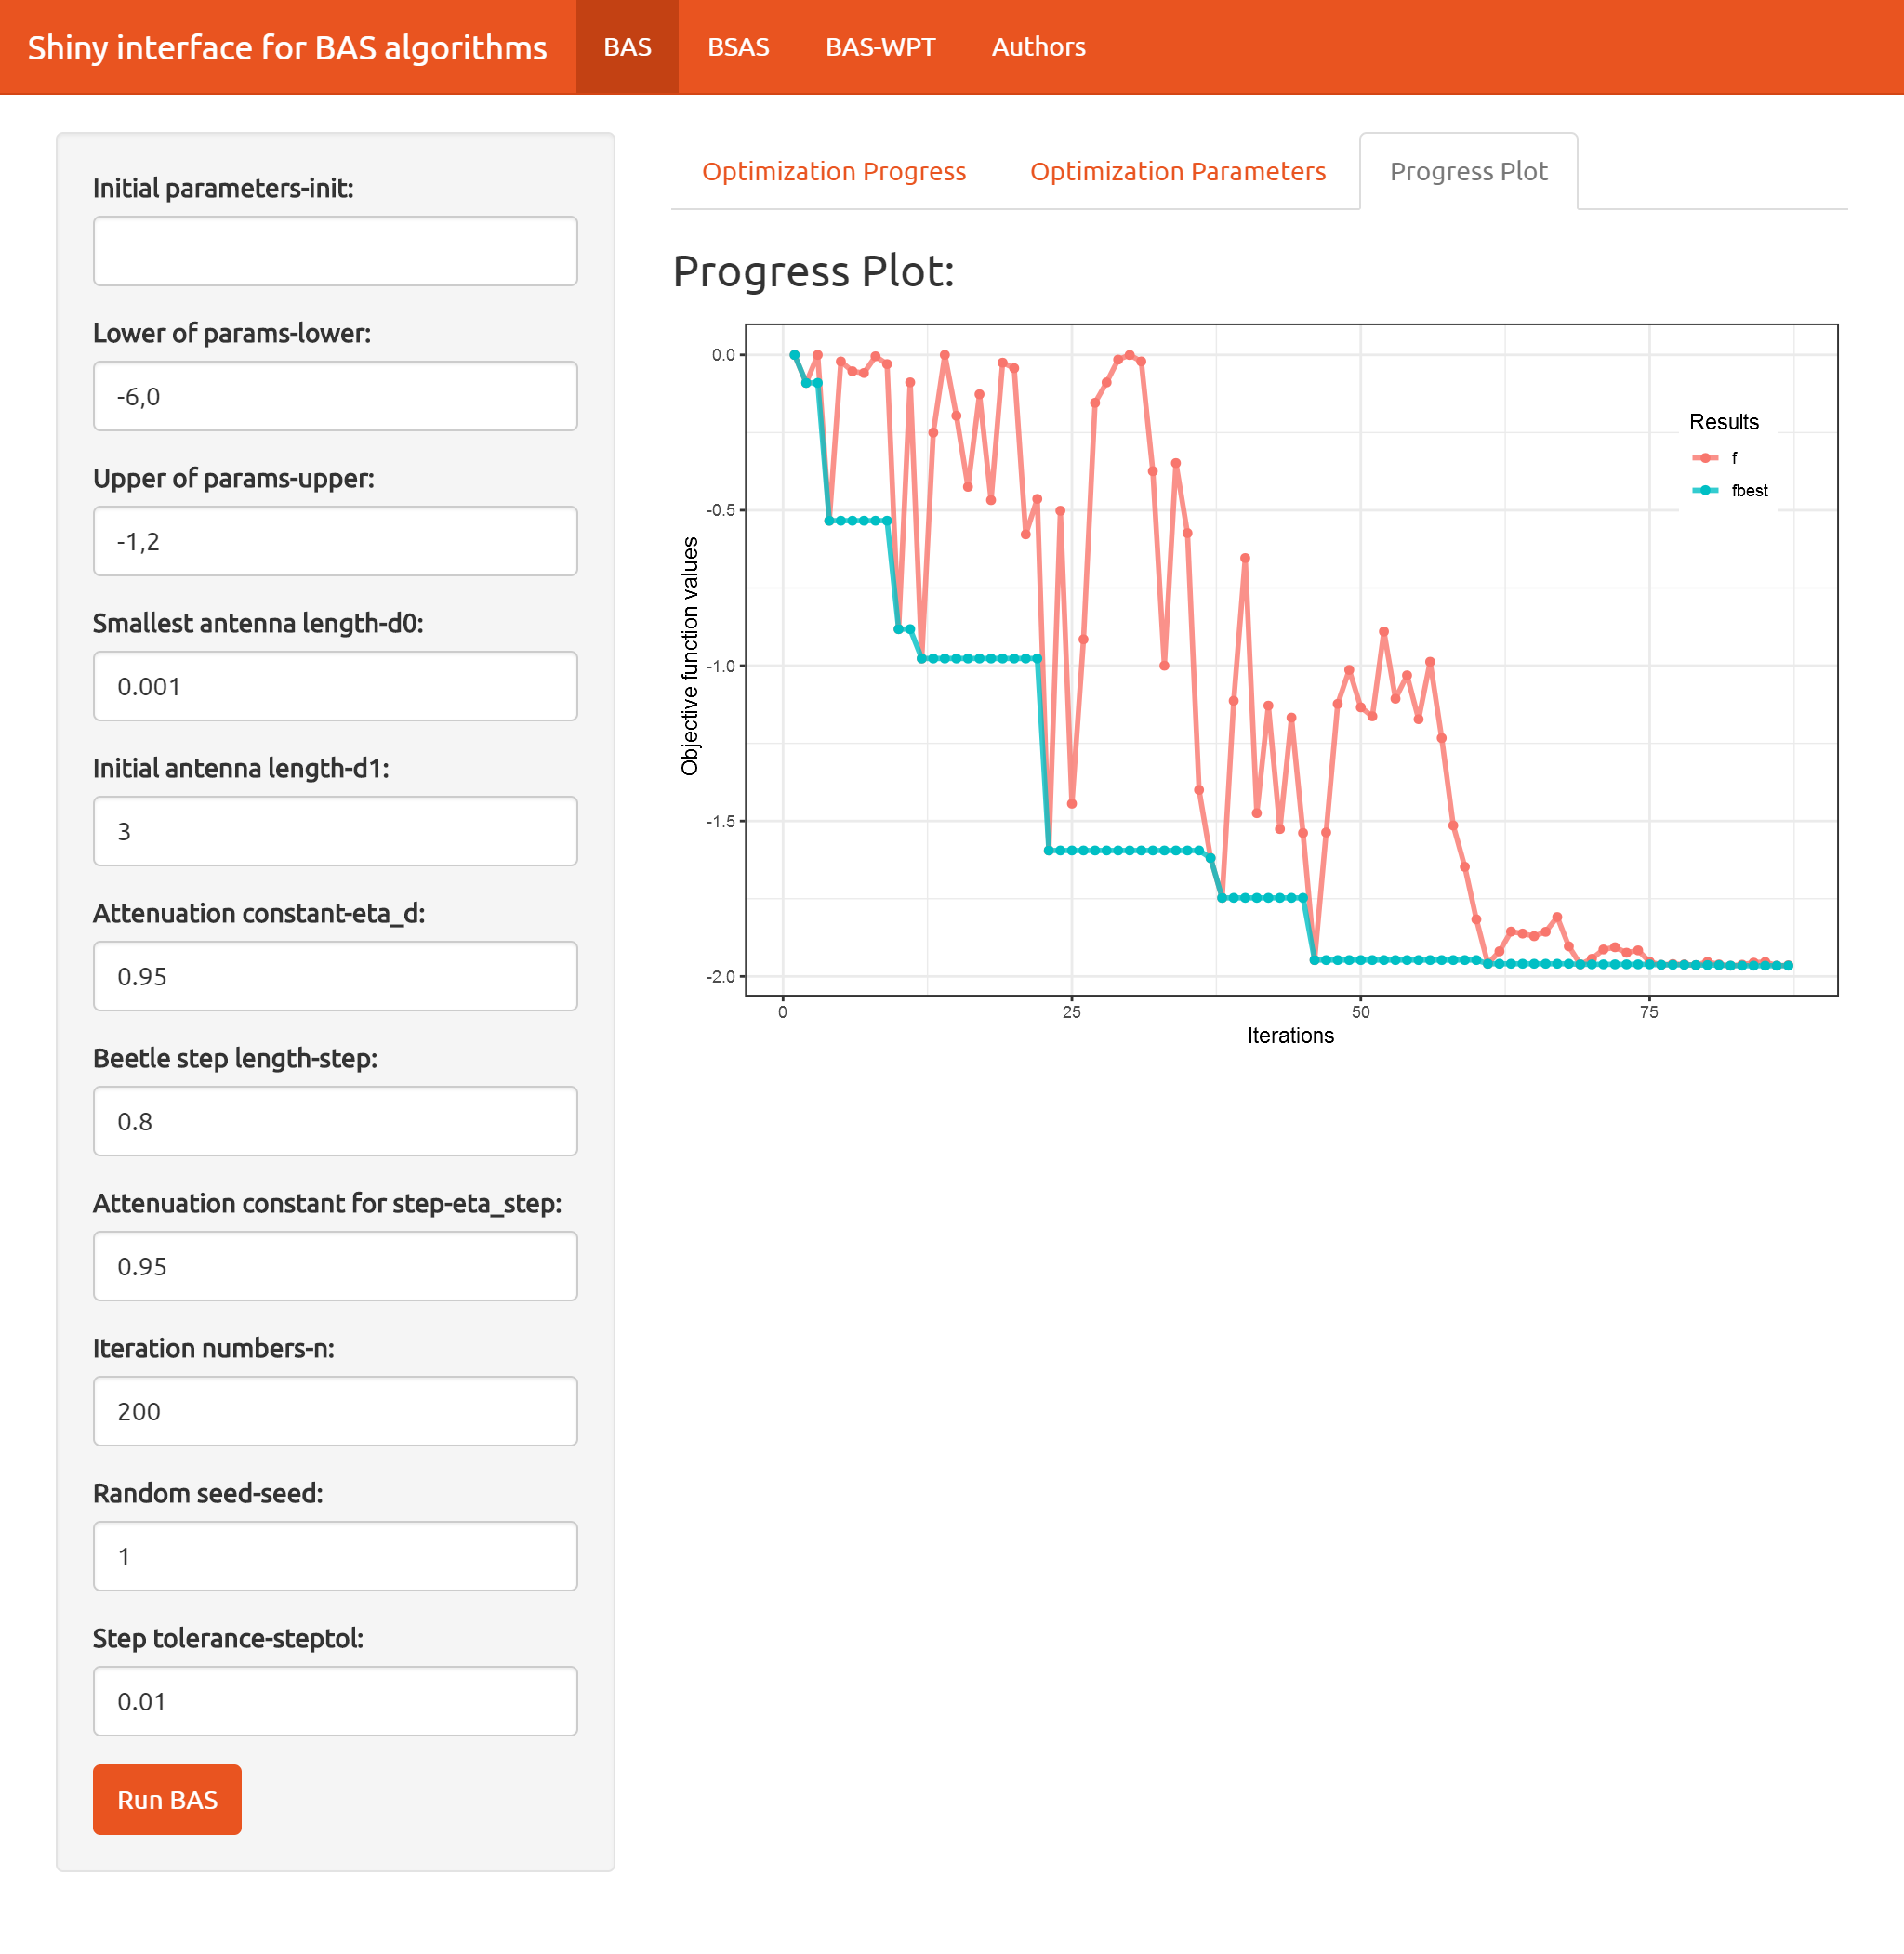 Shiny interface for BAS algorithms BAS BSAS BAS-WPT Authors
Initial parameters-init:
Lower of params-lower:
-6,0
Upper of params-upper:
-1,2
Smallest antenna length-d0:
0.001
Initial antenna length-d1:
3
Attenuation constant-eta_d:
0.95
Beetle step length-step:
0.8
Attenuation constant for step-eta_step:
0.95
Iteration numbers-n:
200
Random seed-seed:
1
Step tolerance-steptol:
0.01
Run BAS
Optimization Progress Optimization Parameters Progress Plot
Progress Plot:
Objective function values
0.0
-0.5
-1.0
-1.5
-2.0
0 25 50 75
Iterations
Results
f
fbest